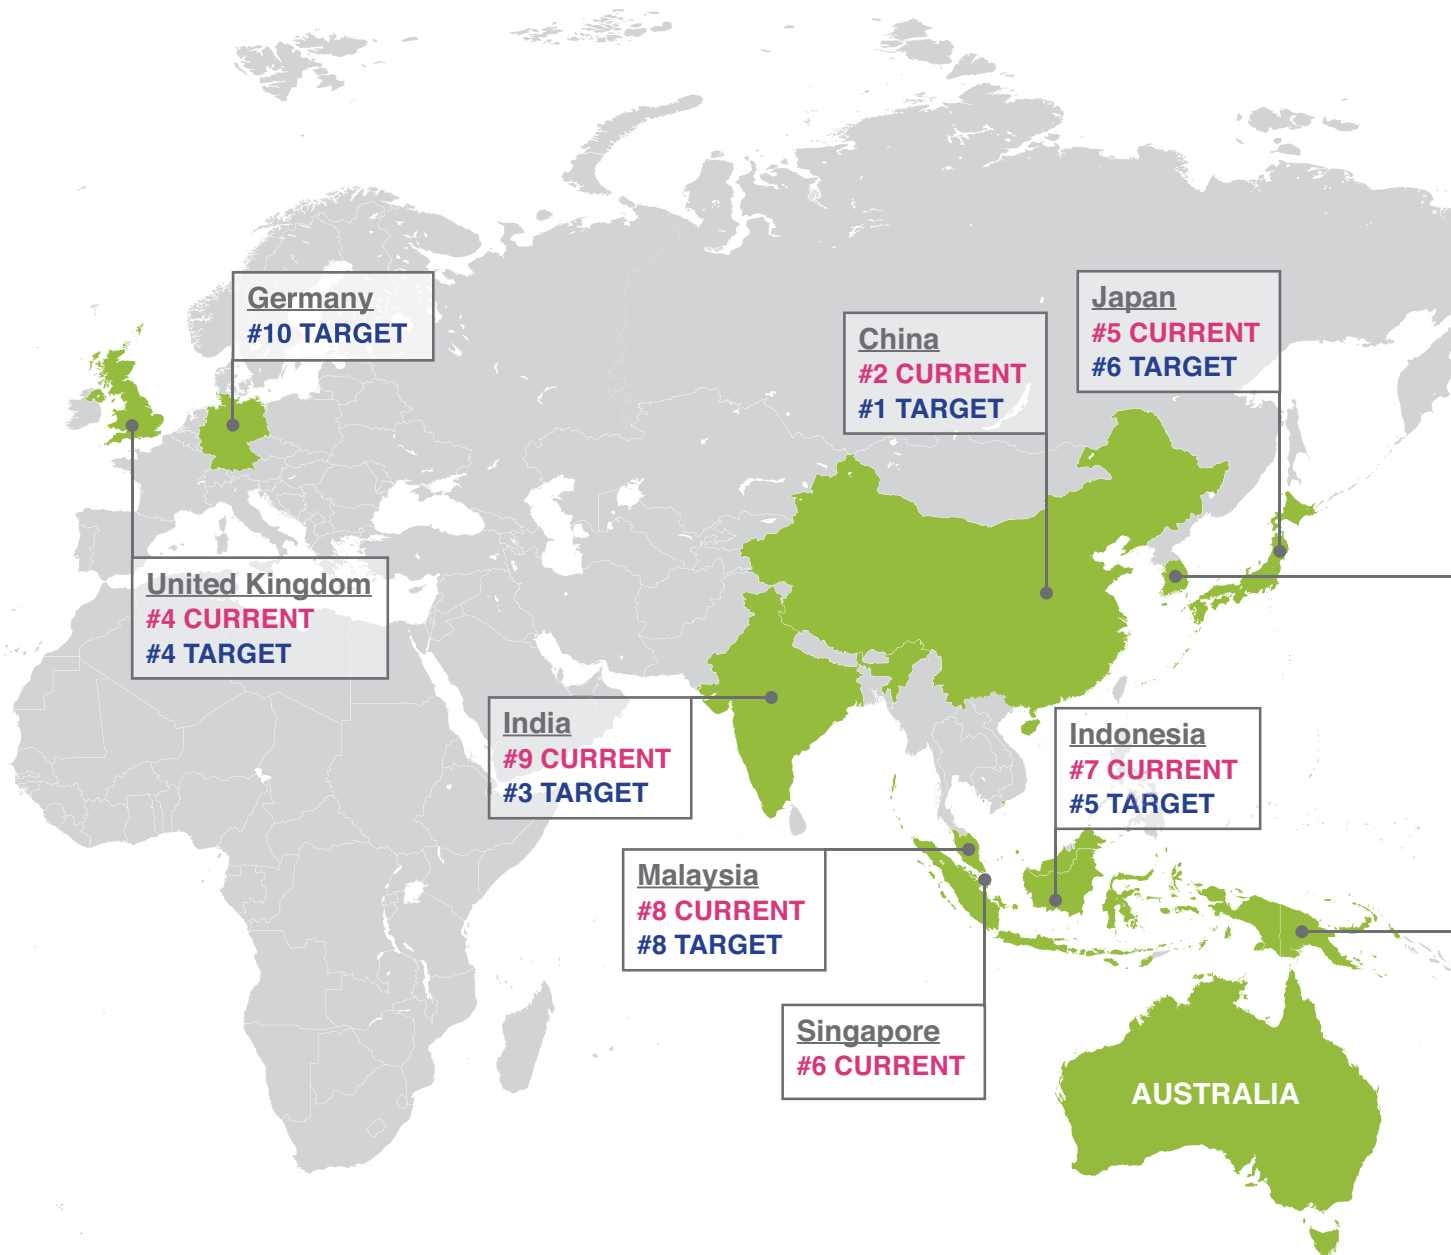 Germany
#10 TARGET
Japan
#5 CURRENT
#6 TARGET
China
#2 CURRENT
#1 TARGET
United Kingdom
#4 CURRENT
#4 TARGET
India
#9 CURRENT
#3 TARGET
Indonesia
#7 CURRENT
#5 TARGET
Malaysia
#8 CURRENT
#8 TARGET
Singapore
#6 CURRENT
AUSTRALIA